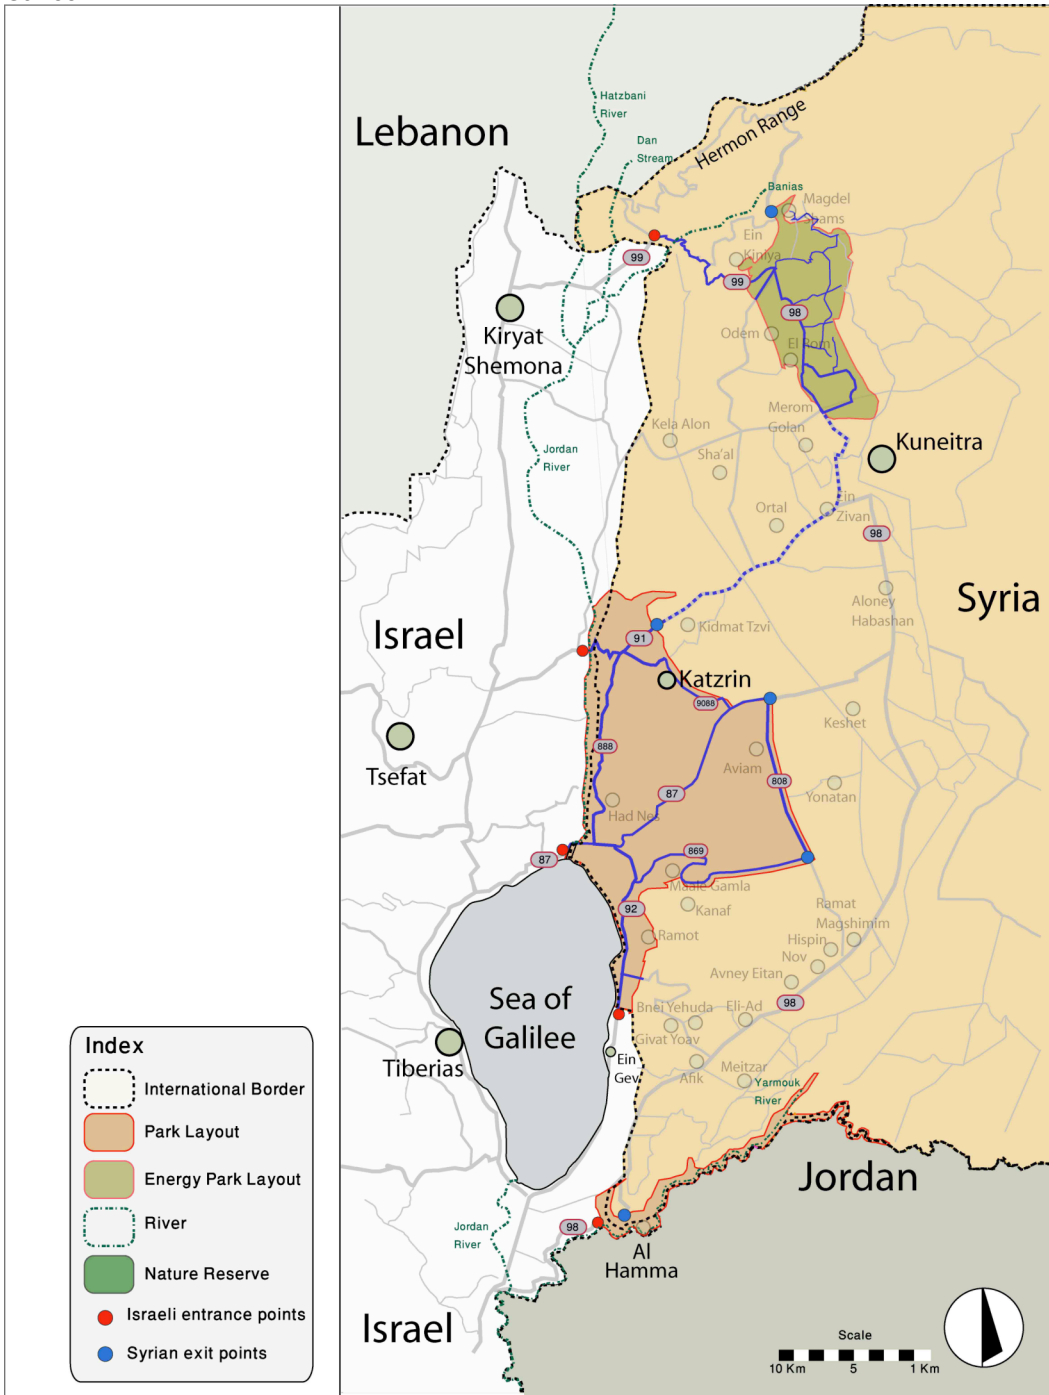 Hatzbani
River
Lebanon
Dan
Stream
Hermon Range
Banias
Magdel
Shams
Ein
Kiniya
99
99
98
Kiryat
Shemona
Odem
El Rom
Merom
Golan
Kela Alon
Kuneitra
Jordan
River
Sha'al
Ortal
Ein
Zivan
98
Syria
Aloney
Habashan
Israel
91
Kidmat Tzvi
Katzrin
9088
Keshet
888
Aviam
Tsefat
808
87
Yonatan
Had Nes
87
869
Maale Gamla
Kanaf
92
Ramat
Magshimim
Ramot
Hispin
Nov
Avney Eitan
98
Sea of
Galilee
Bnei Yehuda
Eli-Ad
Givat Yoav
Tiberias
Ein
Gev
Afik
Meitzar
Yarmouk
River
Jordan
Jordan
River
98
Al
Hamma
Israel
Index
International Border
Park Layout
Energy Park Layout
River
Nature Reserve
Israeli entrance points
Syrian exit points
Scale
10 Km 5 1 Km